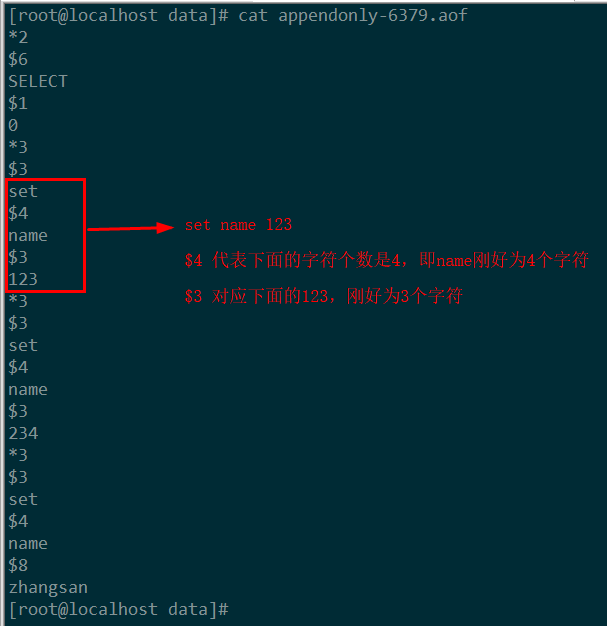 [root@localhost data]# cat appendonly-6379.aof
*2
$6
SELECT
$1
0
*3
$3
set
$4
name
$3
123
set name 123
$4 代表下面的字符个数是4，即name刚好为4个字符
$3 对应下面的123，刚好为3个字符
*3
$3
set
$4
name
$3
234
*3
$3
set
$4
name
$8
zhangsan
[root@localhost data]#